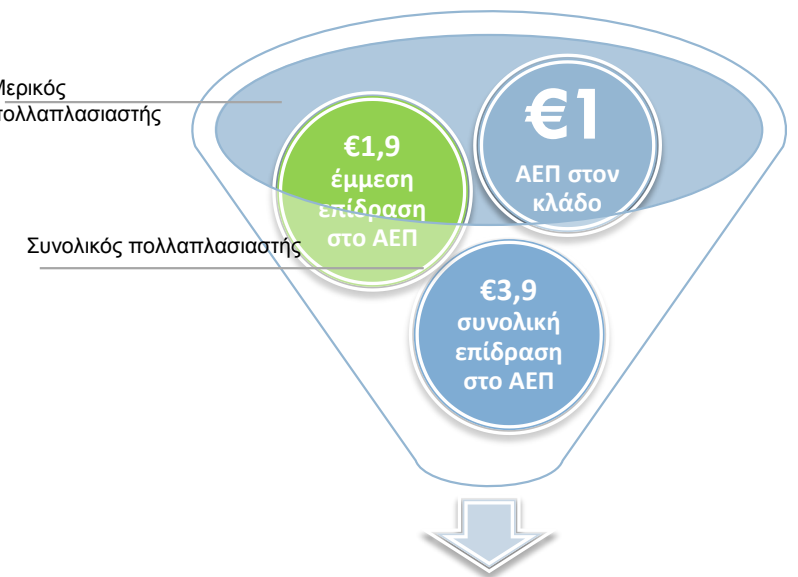 Μερικός
πολλαπλασιαστής
€1
ΑΕΠ στον
κλάδο
€1,9
έμμεση
επίδραση
στο ΑΕΠ
Συνολικός πολλαπλασιαστής
€3,9
συνολική
επίδραση
στο ΑΕΠ